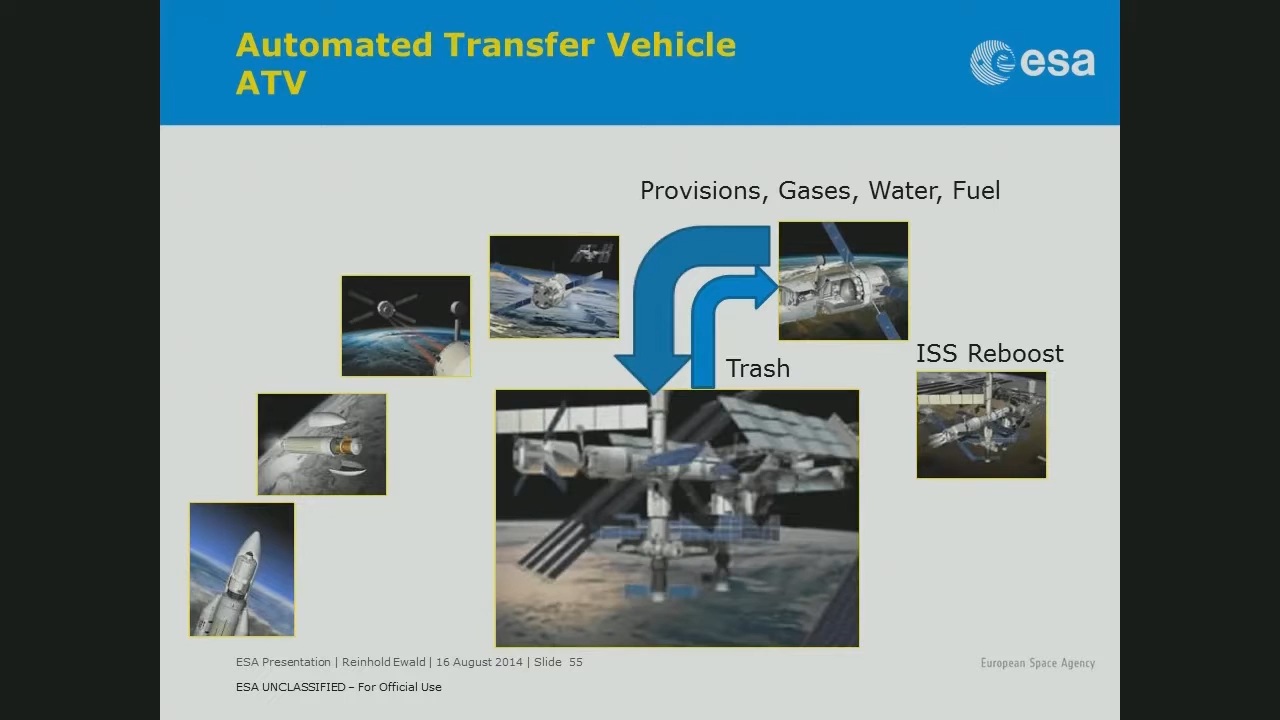 Automated Transfer Vehicle
ATV
esa
Provisions, Gases, Water, Fuel
ISS Reboost
Trash
ESA Presentation | Reinhold Ewald | 16 August 2014 | Slide 55
European Space Agency
ESA UNCLASSIFIED – For Official Use